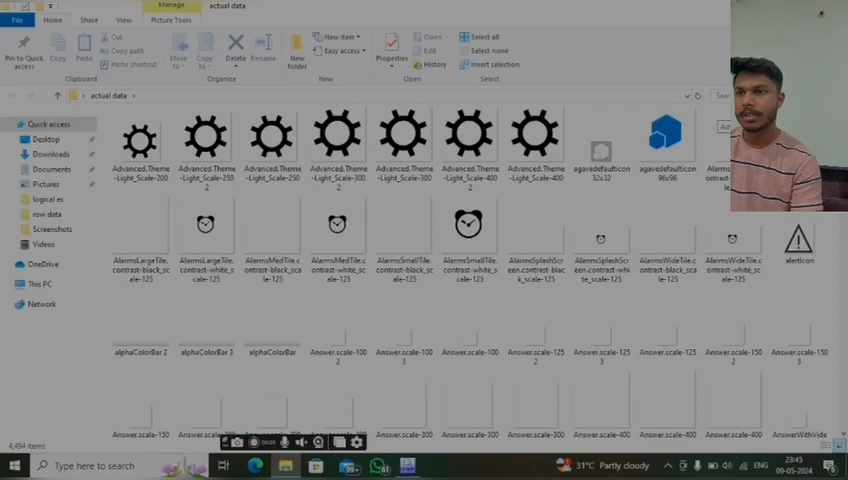 Manage
actual data
File
Home
Share
View
Picture Tools
Pin to Quick access
Copy
Paste
Cut
Copy path
Paste shortcut
Clipboard
Move to
Copy to
Delete
Rename
Organize
New Folder
New item
Easy access
New
Properties
Open
Edit
History
Open
Select all
Select none
Invert selection
Select
actual data
Quick access
Desktop
Downloads
Documents
Pictures
logical ex
row data
Screenshots
Videos
OneDrive
This PC
Network
Advanced.Theme-Light_Scale-200
Advanced.Theme-Light_Scale-250 2
Advanced.Theme-Light_Scale-250
Advanced.Theme-Light_Scale-300 2
Advanced.Theme-Light_Scale-300
Advanced.Theme-Light_Scale-400 2
Advanced.Theme-Light_Scale-400
agavedefaulticon32x32
agavedefaulticon96x96
AlarmsLargeTile.contrast-black_scale-125
AlarmsLargeTile.contrast-white_scale-125
AlarmsMedTile.contrast-black_scale-125
AlarmsMedTile.contrast-white_scale-125
AlarmsSmallTile.contrast-black_scale-125
AlarmsSmallTile.contrast-white_scale-125
AlarmsSplashScreen.contrast-black_scale-125
AlarmsSplashScreen.contrast-white_scale-125
AlarmsWideTile.contrast-black_scale-125
AlarmsWideTile.contrast-white_scale-125
alertIcon
alphaColorBar 2
alphaColorBar 3
alphaColorBar
Answer.scale-100 2
Answer.scale-100 3
Answer.scale-100
Answer.scale-125 2
Answer.scale-125 3
Answer.scale-125
Answer.scale-150 2
Answer.scale-150 3
Answer.scale-150
Answer.scale-300
Answer.scale-300
Answer.scale-400
Answer.scale-400
Answer.scale-400
AnswerWithVide
4,494 items
Type here to search
99+
61
31°C Partly cloudy
ENG
23:45
09-05-2024
6